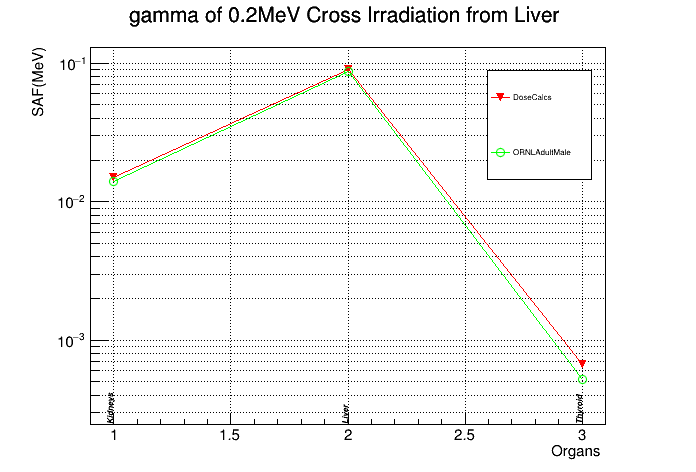 gamma of 0.2MeV Cross Irradiation from Liver
SAF(MeV)
10⁻¹
10⁻²
10⁻³
DoseCalcs
ORNLAdultMale
Kidneys
Liver
Thyroid
1 1.5 2 2.5 3
Organs